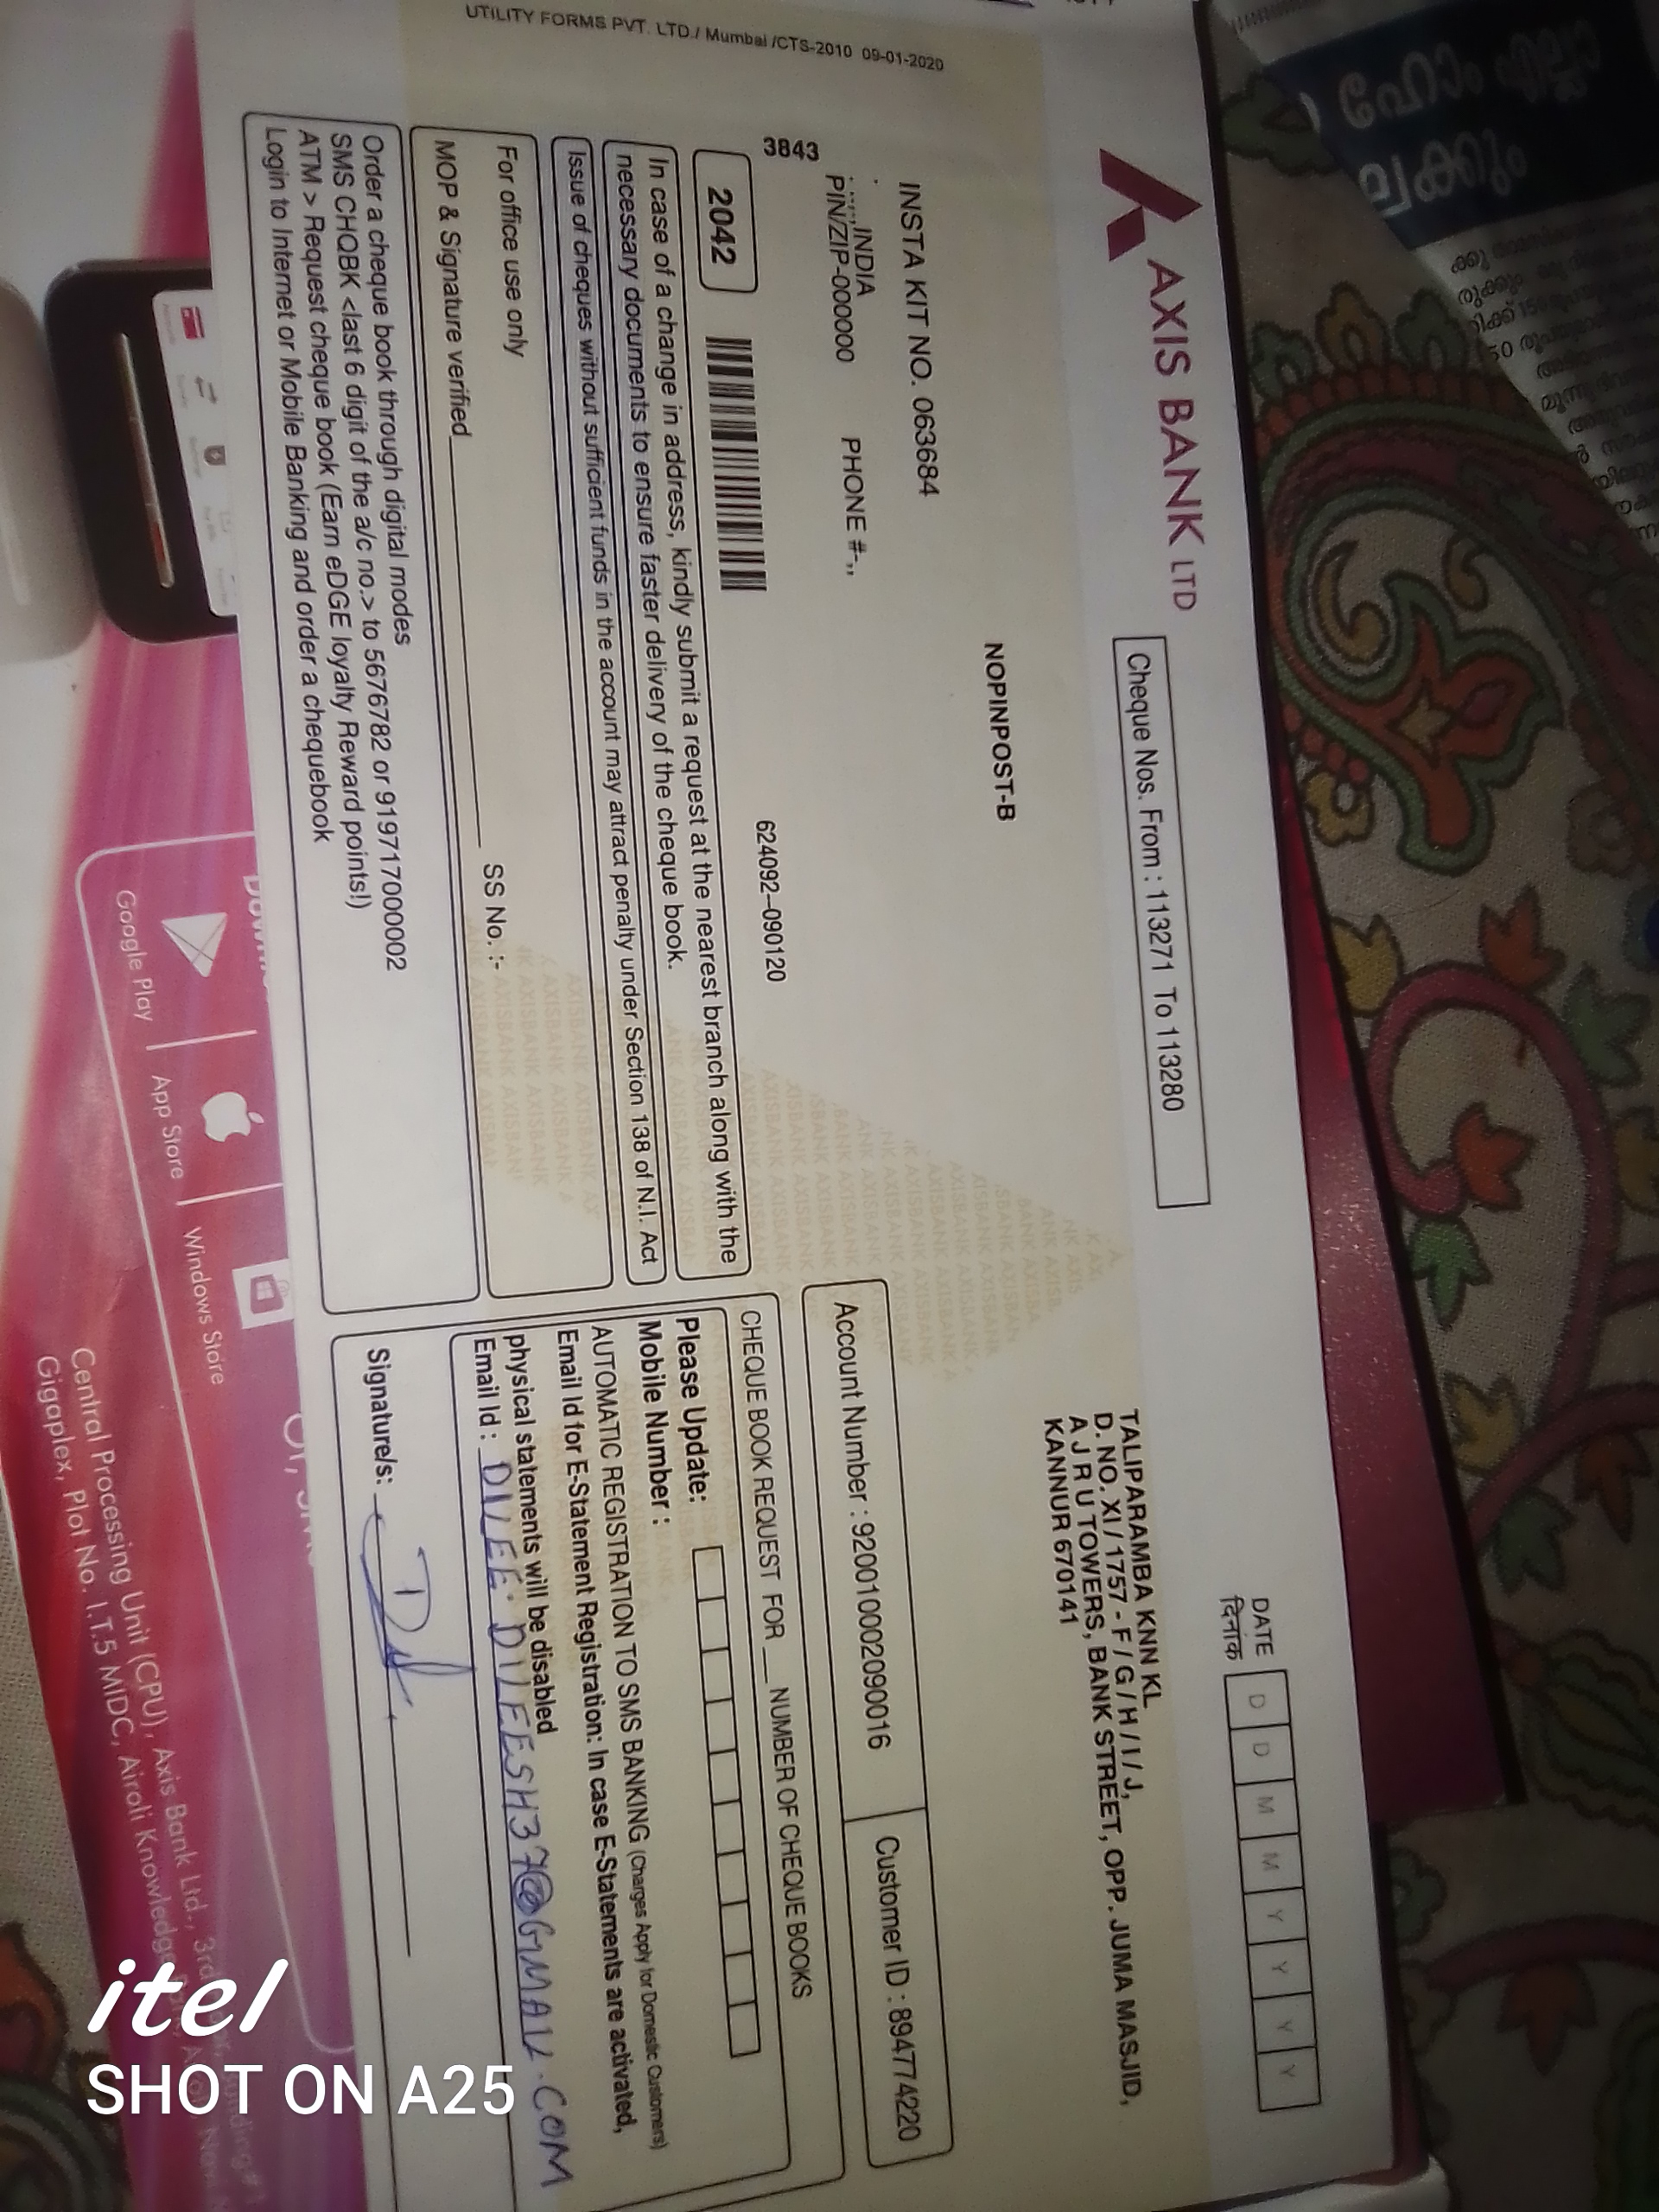 AXIS BANK LTD
Cheque Nos. From : 113271 To 113280
DATE
दिनांक
D D M M Y Y Y Y
TALIPARAMBA KNN KL
D. NO. XI / 1757 - F / G / H / I / J,
A J R U TOWERS, BANK STREET, OPP. JUMA MASJID,
KANNUR 670141
NOPINPOST-B
INSTA KIT NO. 063684
. ...,,INDIA
PIN/ZIP-000000 PHONE #-,,
3843
624092--090120
2042
Account Number : 920010002090016
Customer ID : 894774220
In case of a change in address, kindly submit a request at the nearest branch along with the
necessary documents to ensure faster delivery of the cheque book.
Issue of cheques without sufficient funds in the account may attract penalty under Section 138 of N.I. Act
For office use only
MOP & Signature verified SS No. :-
Order a cheque book through digital modes
SMS CHQBK <last 6 digit of the a/c no.> to 5676782 or 919717000002
ATM > Request cheque book (Earn eDGE loyalty Reward points!)
Login to Internet or Mobile Banking and order a chequebook
CHEQUE BOOK REQUEST FOR __ NUMBER OF CHEQUE BOOKS
Please Update:
Mobile Number :
AUTOMATIC REGISTRATION TO SMS BANKING (Charges Apply for Domestic Customers)
Email Id for E-Statement Registration: In case E-Statements are activated,
physical statements will be disabled
Email Id : DILEE.DILEESH37@GMAIL.COM
Signature/s:
UTILITY FORMS PVT. LTD./ Mumbai /CTS-2010 09-01-2020
Google Play
App Store
Windows Store
Central Processing Unit (CPU), Axis Bank Ltd., 3rd
Gigaplex, Plot No. I.T.5 MIDC, Airoli Knowledge
ഹോം എല്ലാ
ലക്കും
itel
SHOT ON A25